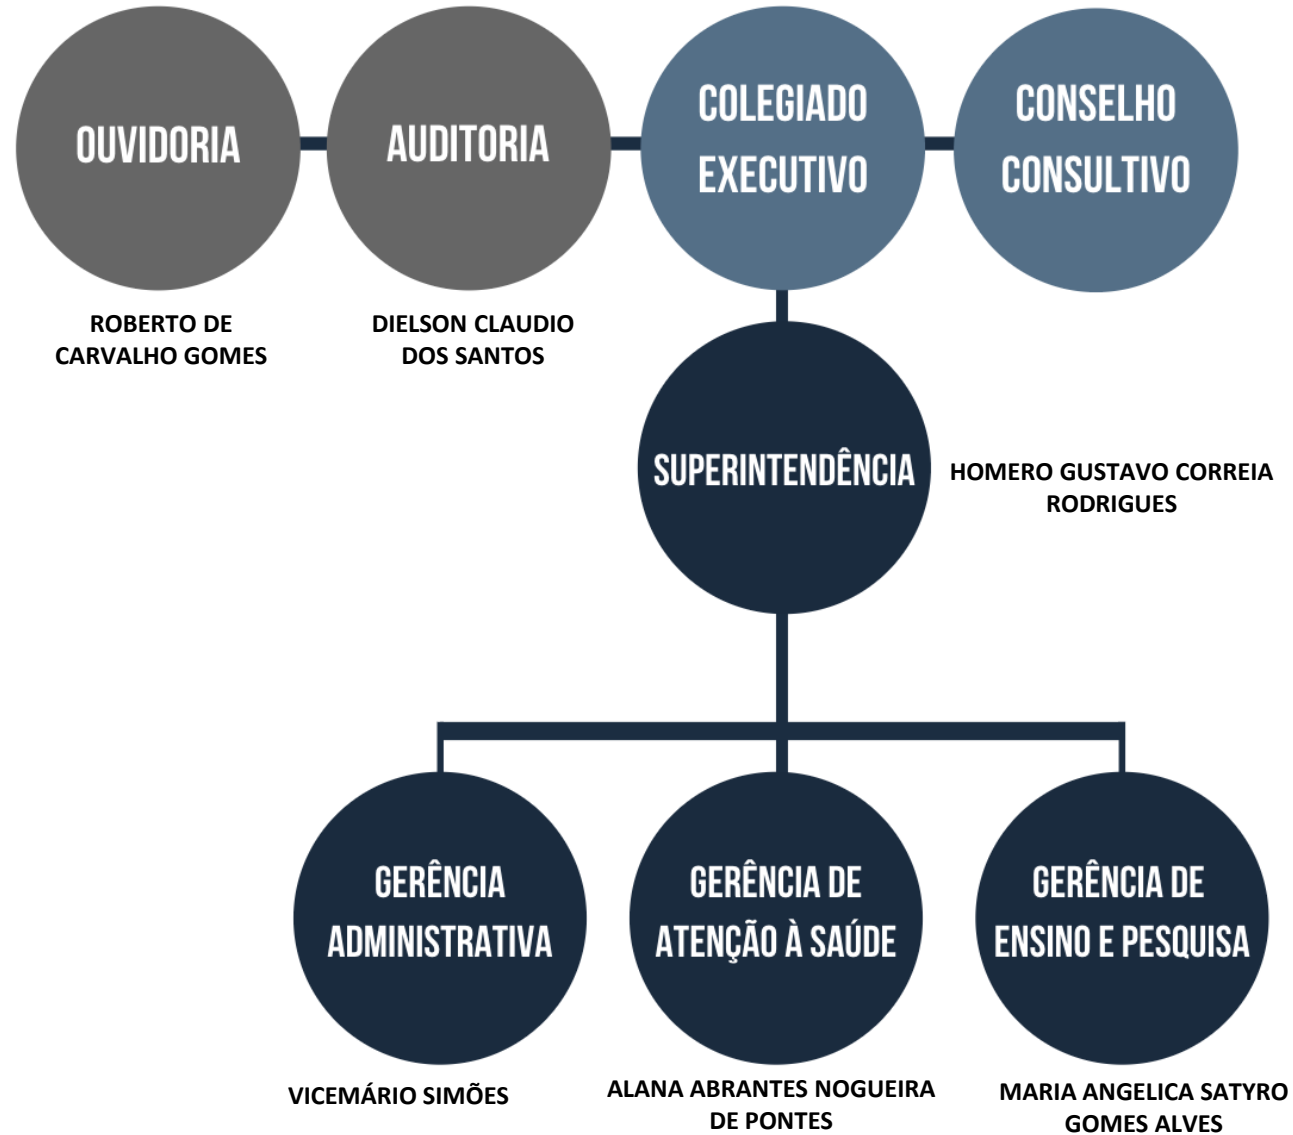 OUVIDORIA
AUDITORIA
COLEGIADO
EXECUTIVO
CONSELHO
CONSULTIVO
ROBERTO DE
CARVALHO GOMES
DIELSON CLAUDIO
DOS SANTOS
SUPERINTENDÊNCIA
HOMERO GUSTAVO CORREIA
RODRIGUES
GERÊNCIA
ADMINISTRATIVA
GERÊNCIA DE
ATENÇÃO À SAÚDE
GERÊNCIA DE
ENSINO E PESQUISA
VICEMÁRIO SIMÕES
ALANA ABRANTES NOGUEIRA
DE PONTES
MARIA ANGELICA SATYRO
GOMES ALVES